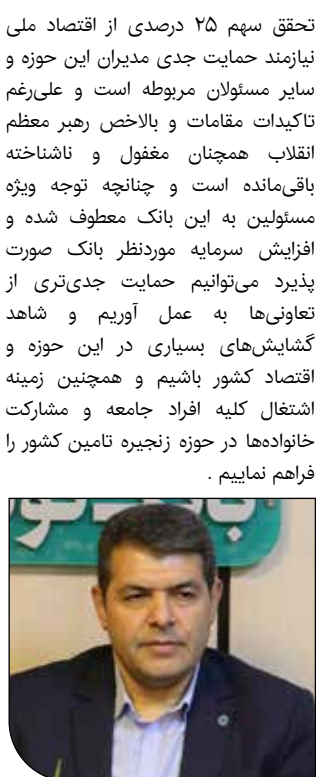 تحقق سهم ۲۵ درصدی از اقتصاد ملی
نیازمند حمایت جدی مدیران این حوزه و
سایر مسئولان مربوطه است و علی‌رغم
تاکیدات مقامات و بالاخص رهبر معظم
انقلاب همچنان مغفول و ناشناخته
باقی‌مانده است و چنانچه توجه ویژه
مسئولین به این بانک معطوف شده و
افزایش سرمایه موردنظر بانک صورت
پذیرد می‌توانیم حمایت جدی‌تری از
تعاونی‌ها به عمل آوریم و شاهد
گشایش‌های بسیاری در این حوزه و
اقتصاد کشور باشیم و همچنین زمینه
اشتغال کلیه افراد جامعه و مشارکت
خانواده‌ها در حوزه زنجیره تامین کشور را
فراهم نماییم .